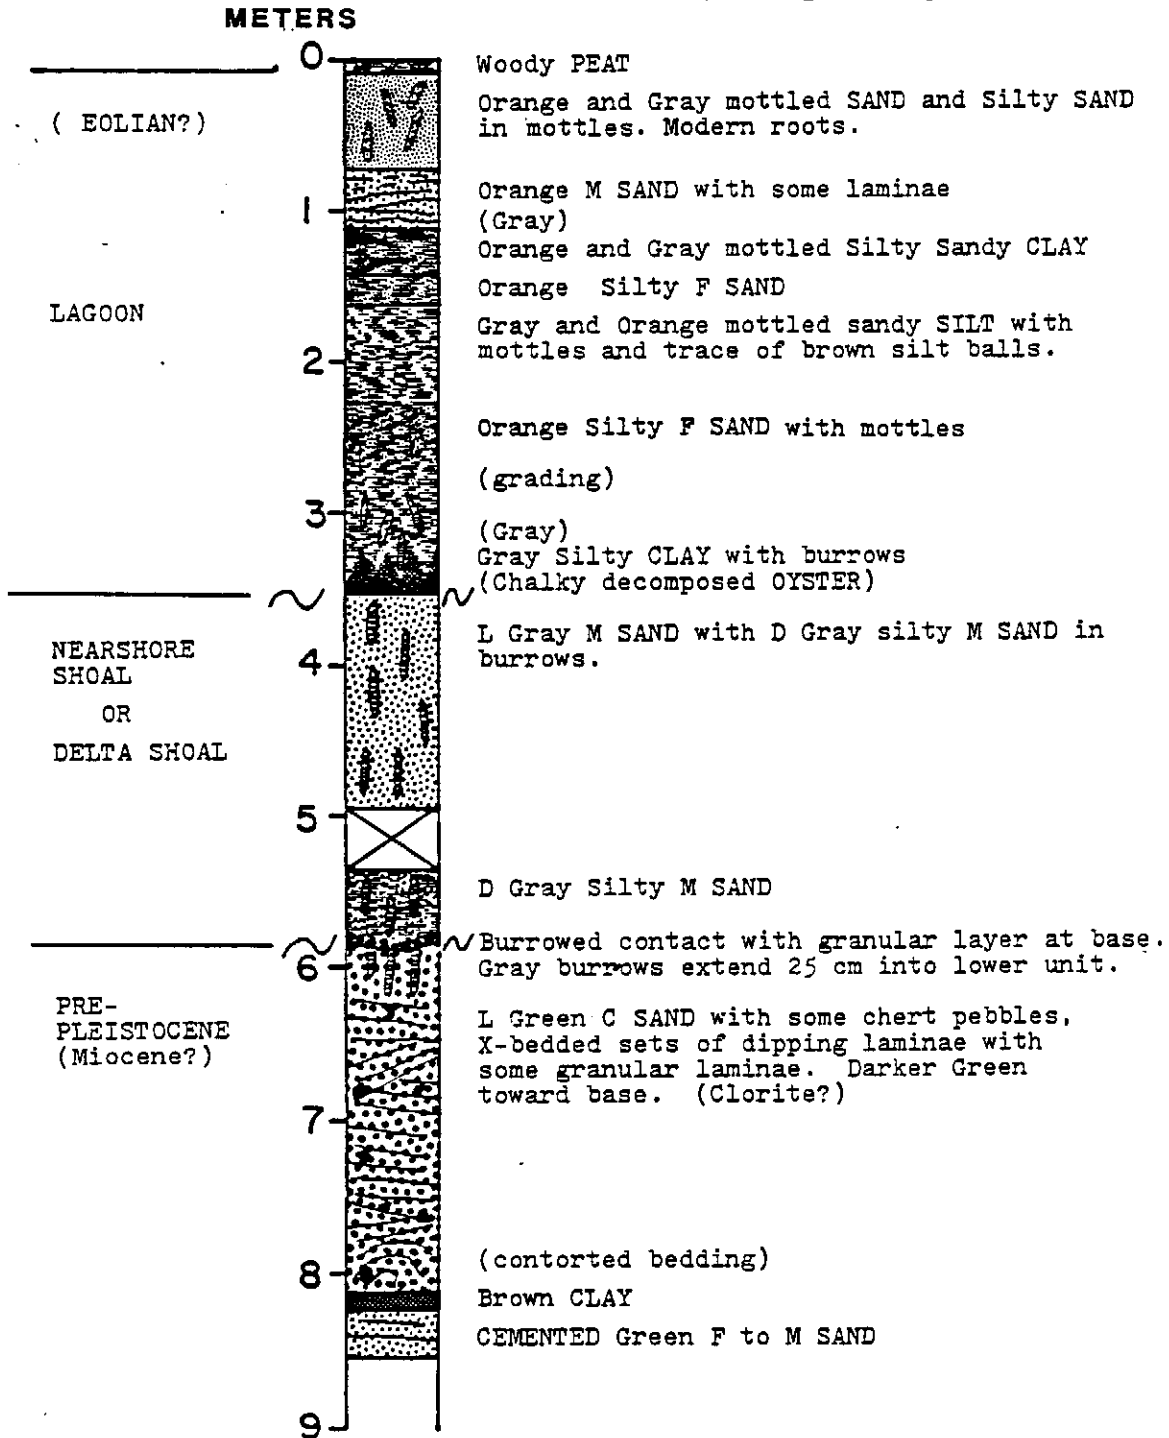 METERS
0
Woody PEAT
( EOLIAN?)
Orange and Gray mottled SAND and Silty SAND
in mottles. Modern roots.
Orange M SAND with some laminae
1
(Gray)
Orange and Gray mottled Silty Sandy CLAY
Orange Silty F SAND
LAGOON
Gray and Orange mottled sandy SILT with
mottles and trace of brown silt balls.
2
Orange Silty F SAND with mottles
(grading)
3
(Gray)
Gray Silty CLAY with burrows
(Chalky decomposed OYSTER)
NEARSHORE
SHOAL
OR
DELTA SHOAL
L Gray M SAND with D Gray silty M SAND in
burrows.
4
5
D Gray Silty M SAND
Burrowed contact with granular layer at base.
Gray burrows extend 25 cm into lower unit.
6
PRE-
PLEISTOCENE
(Miocene?)
L Green C SAND with some chert pebbles,
X-bedded sets of dipping laminae with
some granular laminae. Darker Green
toward base. (Clorite?)
7
(contorted bedding)
8
Brown CLAY
CEMENTED Green F to M SAND
9